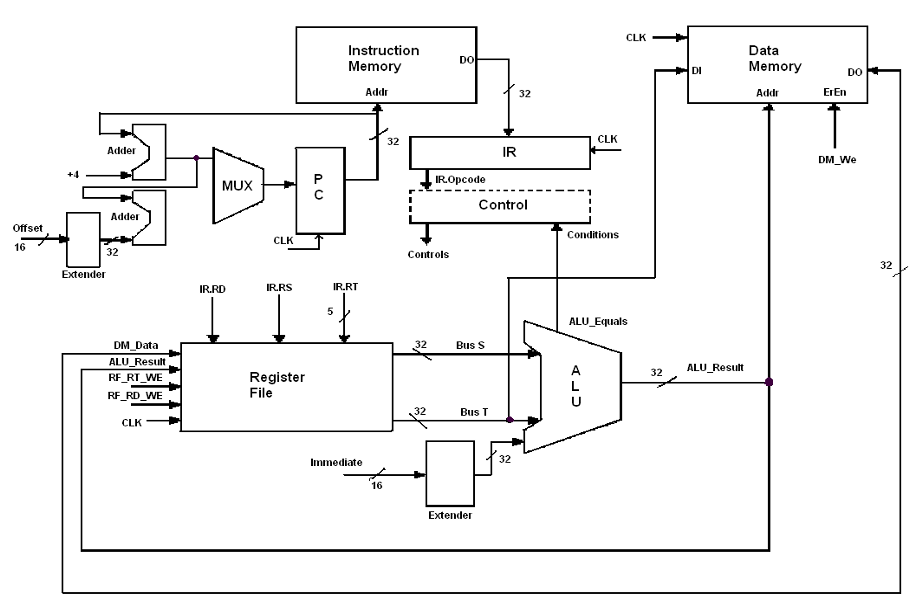 Instruction
Memory
DO
Addr
32
32
CLK
Data
Memory
DI
DO
Addr
ErEn
DM_We
Adder
+4
Adder
Offset
16
32
Extender
MUX
P
C
CLK
IR
CLK
IR.Opcode
Control
Controls
Conditions
32
IR.RD
IR.RS
IR.RT
5
DM_Data
ALU_Result
RF_RT_WE
RF_RD_WE
CLK
Register
File
32
Bus S
32
Bus T
ALU_Equals
A
L
U
32
ALU_Result
Immediate
16
32
Extender